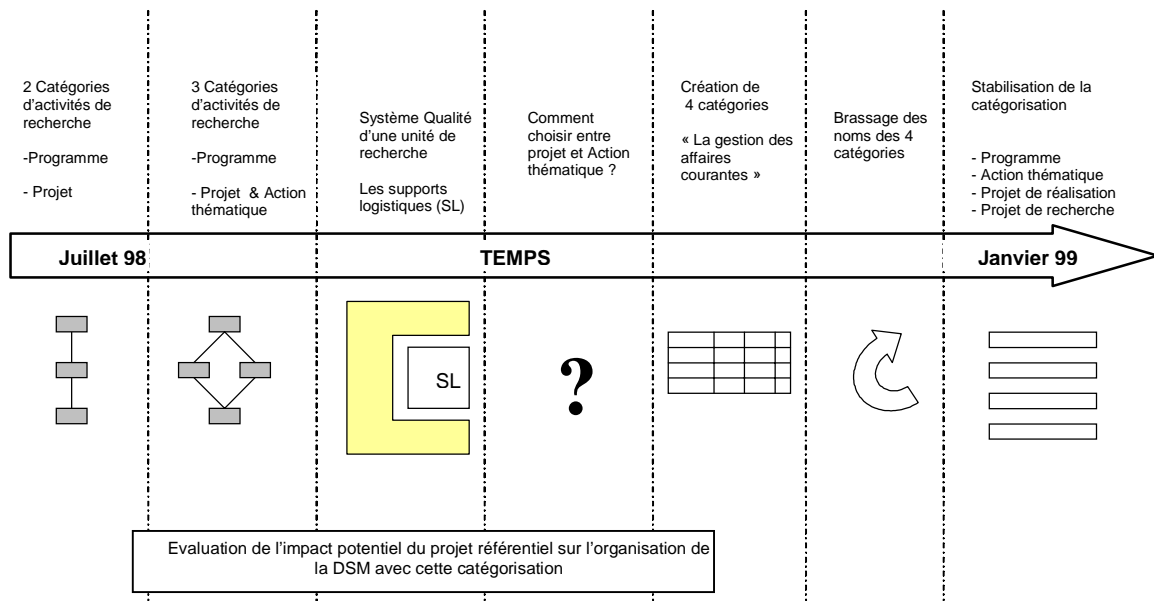 2 Catégories
d'activités de
recherche
-Programme
- Projet
3 Catégories
d'activités de
recherche
-Programme
- Projet & Action
thématique
Système Qualité
d'une unité de
recherche
Les supports
logistiques (SL)
Comment
choisir entre
projet et Action
thématique ?
Création de
4 catégories
« La gestion des
affaires
courantes »
Brassage des
noms des 4
catégories
Stabilisation de la
catégorisation
- Programme
- Action thématique
- Projet de réalisation
- Projet de recherche
Juillet 98
TEMPS
Janvier 99
SL
?
Evaluation de l'impact potentiel du projet référentiel sur l'organisation de
la DSM avec cette catégorisation